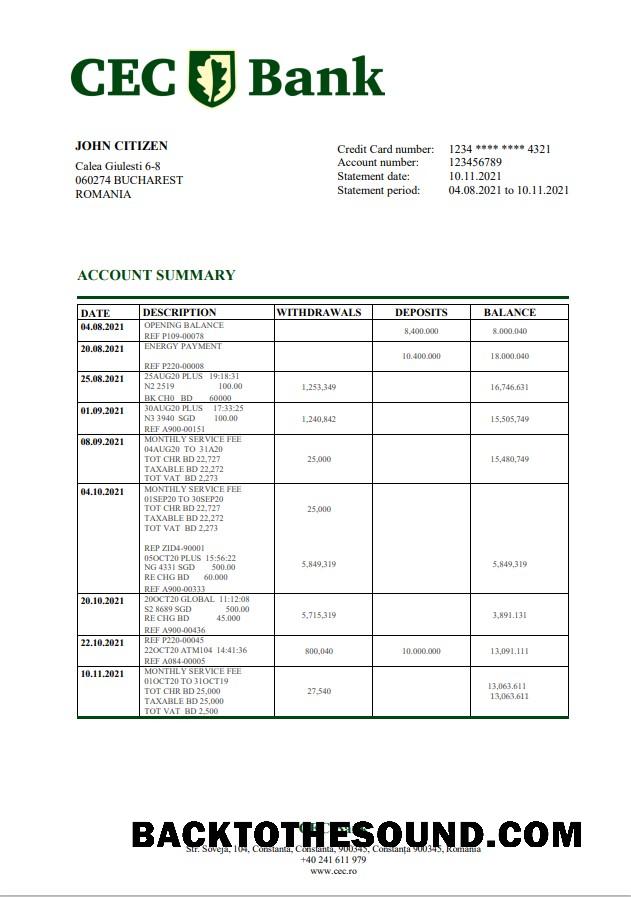 CEC Bank
JOHN CITIZEN
Calea Giulesti 6-8
060274 BUCHAREST
ROMANIA
Credit Card number: 1234 **** **** 4321
Account number: 123456789
Statement date: 10.11.2021
Statement period: 04.08.2021 to 10.11.2021
ACCOUNT SUMMARY
DATE DESCRIPTION WITHDRAWALS DEPOSITS BALANCE
04.08.2021 OPENING BALANCE
REF P109-00078 8,400.000 8.000.040
20.08.2021 ENERGY PAYMENT
10.400.000 18.000.040
REF P220-00008
25.08.2021 25AUG20 PLUS 19:18:31
N2 2519 100.00 1,253,349 16,746.631
BK CH0 BD 60000
01.09.2021 30AUG20 PLUS 17:33:25
N3 3940 SGD 100.00 1,240,842 15,505,749
REF A900-00151
08.09.2021 MONTHLY SERVICE FEE
04AUG20 TO 31A20
TOT CHR BD 22,727 25,000 15,480,749
TAXABLE BD 22,272
TOT VAT BD 2,273
04.10.2021 MONTHLY SERVICE FEE
01SEP20 TO 30SEP20
TOT CHR BD 22,727 25,000
TAXABLE BD 22,272
TOT VAT BD 2,273
REP ZID4-90001
05OCT20 PLUS 15:56:22
NG 4331 SGD 500.00 5,849,319 5,849,319
RE CHG BD 60.000
REF A900-00333
20.10.2021 20OCT20 GLOBAL 11:12:08
S2 8689 SGD 500.00
RE CHG BD 45.000 5,715,319 3,891.131
REF A900-00436
22.10.2021 REF P220-00045
22OCT20 ATM104 14:41:36 800,040 10.000.000 13,091.111
REF A084-00005
10.11.2021 MONTHLY SERVICE FEE
01OCT20 TO 31OCT19 13,063.611
TOT CHR BD 25,000 27,540 13,063.611
TAXABLE BD 25,000
TOT VAT BD 2,500
BACKTOTHESOUND.COM
Str. Soveja, 104, Constanta, Constanta, 900345, Constanța 900345, Romania
+40 241 611 979
www.cec.ro